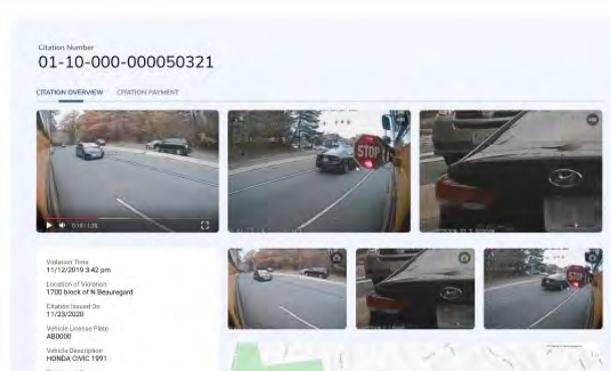 Citation Number
01-10-000-000050321
CITATION OVERVIEW CITATION PAYMENT
STOP
Violation Time
11/12/2019 3:42 pm
Location of Violation
1700 block of N Beauregard
STOP
Citation Issued On
11/23/2020
Vehicle License Plate
AB0000
Vehicle Description
HONDA CIVIC 1991